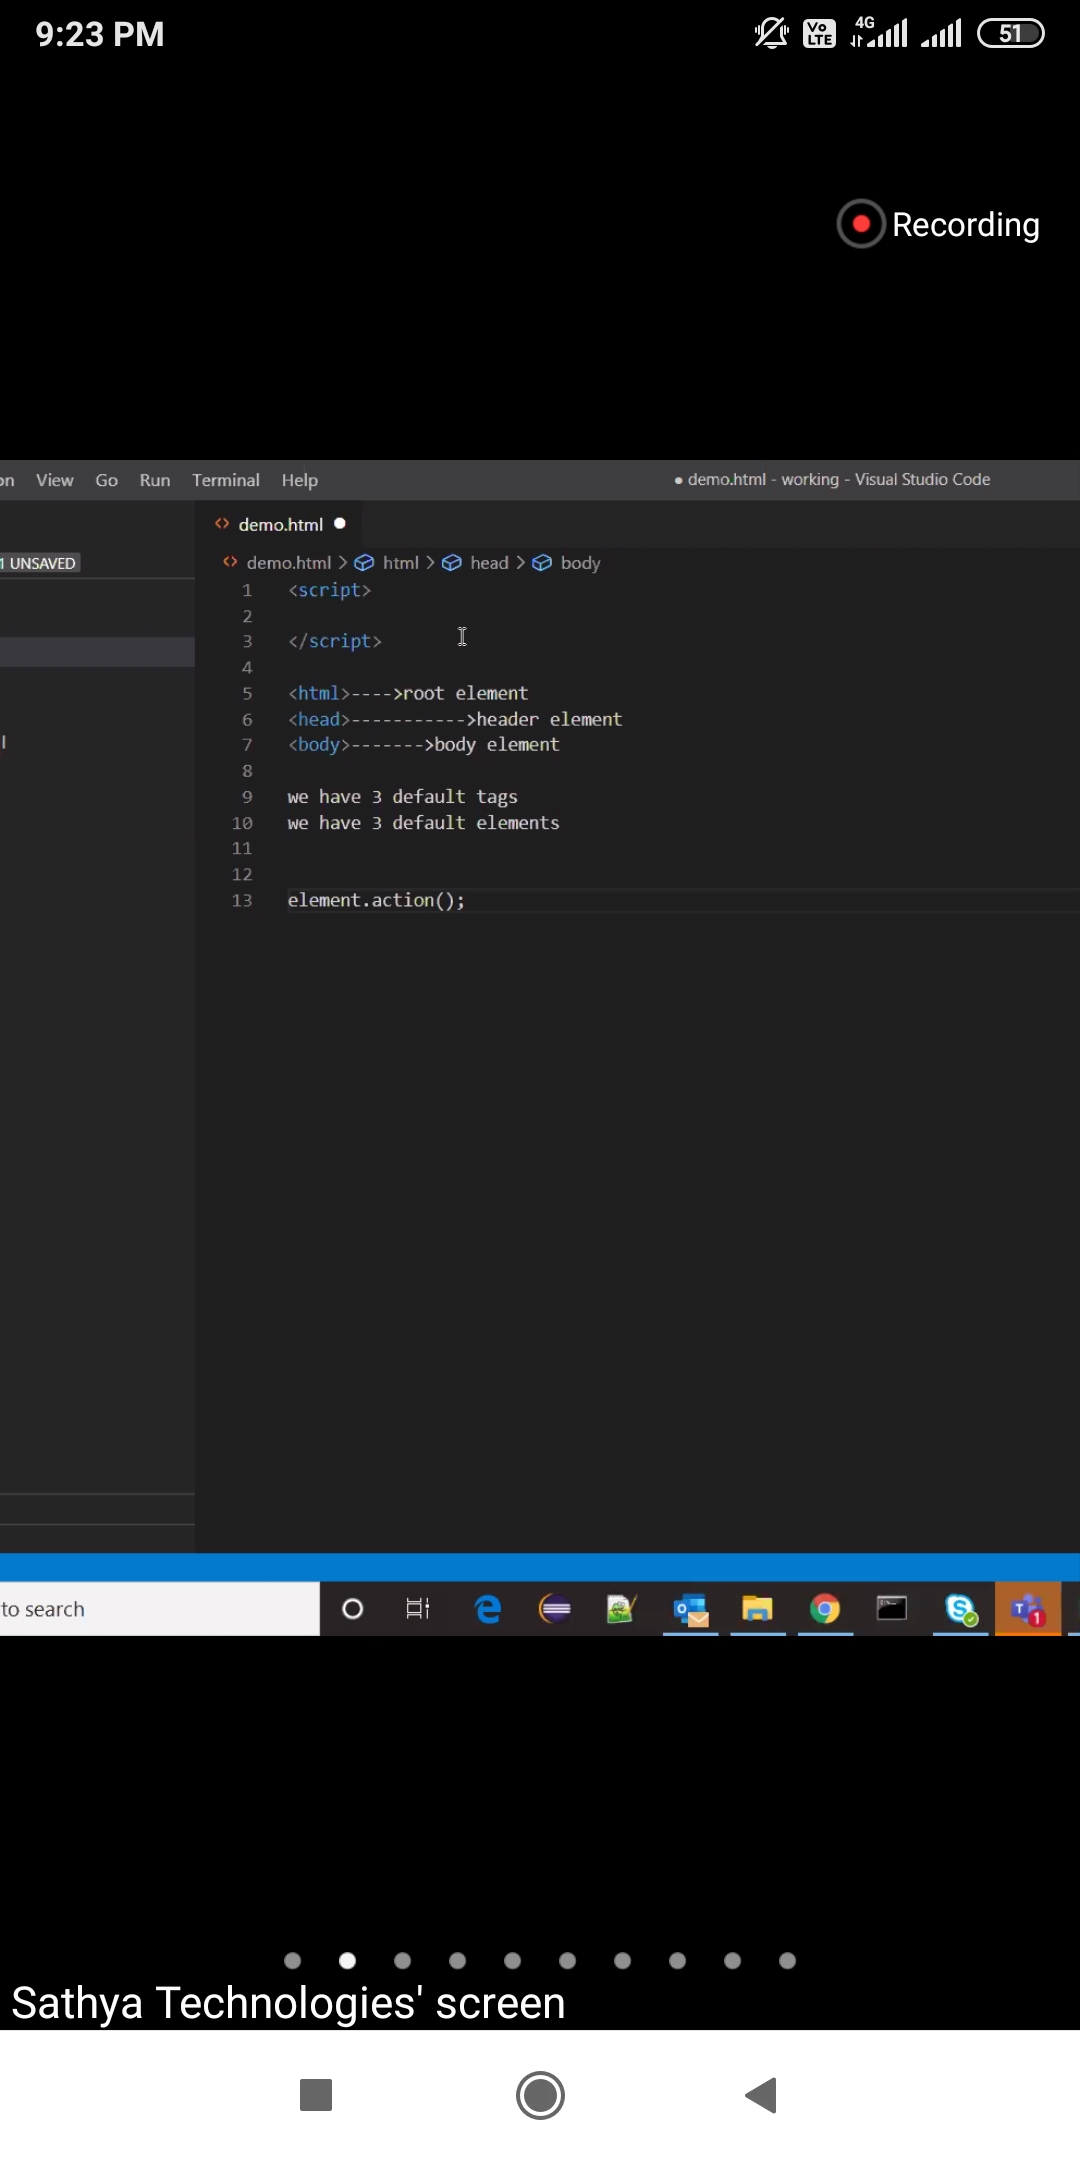 9:23 PM
Vo LTE 4G 51
Recording
on View Go Run Terminal Help
● demo.html - working - Visual Studio Code
demo.html
1 UNSAVED
demo.html > html > head > body
1 <script>
2
3 </script>
4
5 <html>---->root element
6 <head>----------->header element
7 <body>------->body element
8
9 we have 3 default tags
10 we have 3 default elements
11
12
13 element.action();
to search
Sathya Technologies' screen